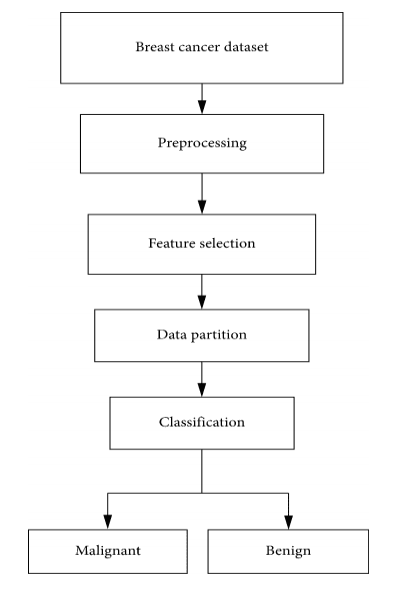 Breast cancer dataset
Preprocessing
Feature selection
Data partition
Classification
Malignant
Benign